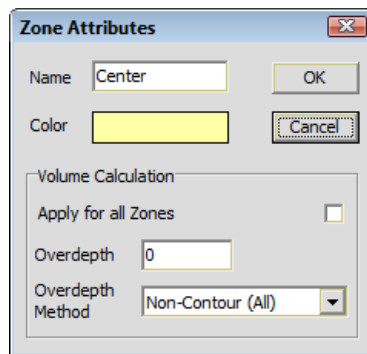 Zone Attributes
Name Center OK
Color Cancel
Volume Calculation
Apply for all Zones
Overdepth 0
Overdepth
Method Non-Contour (All)